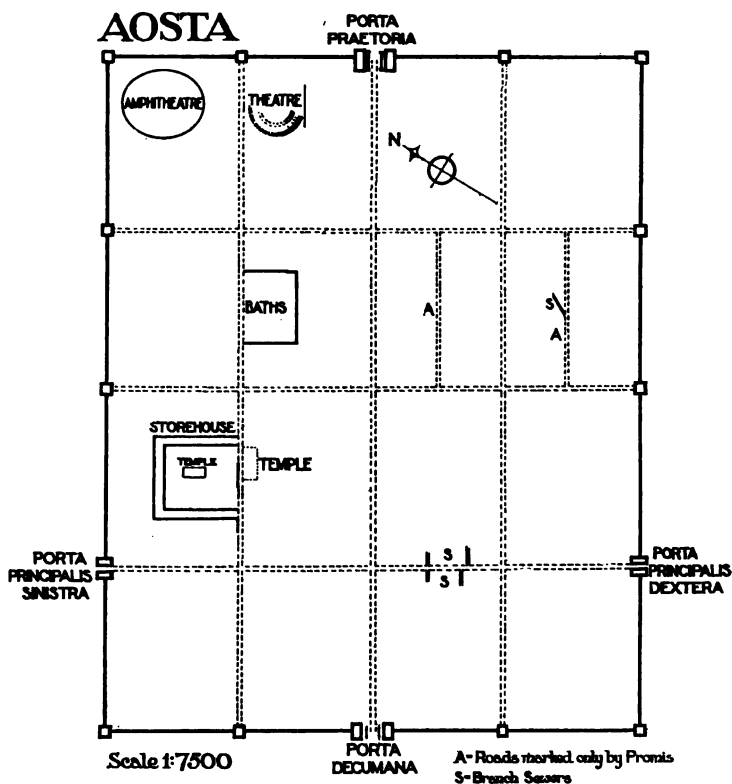 AOSTA
PORTA
PRAETORIA
AMPHITHEATRE
THEATRE
N
BATHS
A
S
A
STOREHOUSE
TEMPLE
TEMPLE
S
S
PORTA
PRINCIPALIS
SINISTRA
PORTA
PRINCIPALIS
DEXTERA
Scale 1:7500
PORTA
DECUMANA
A=Roads marked only by Promis
S=Branch Sewers